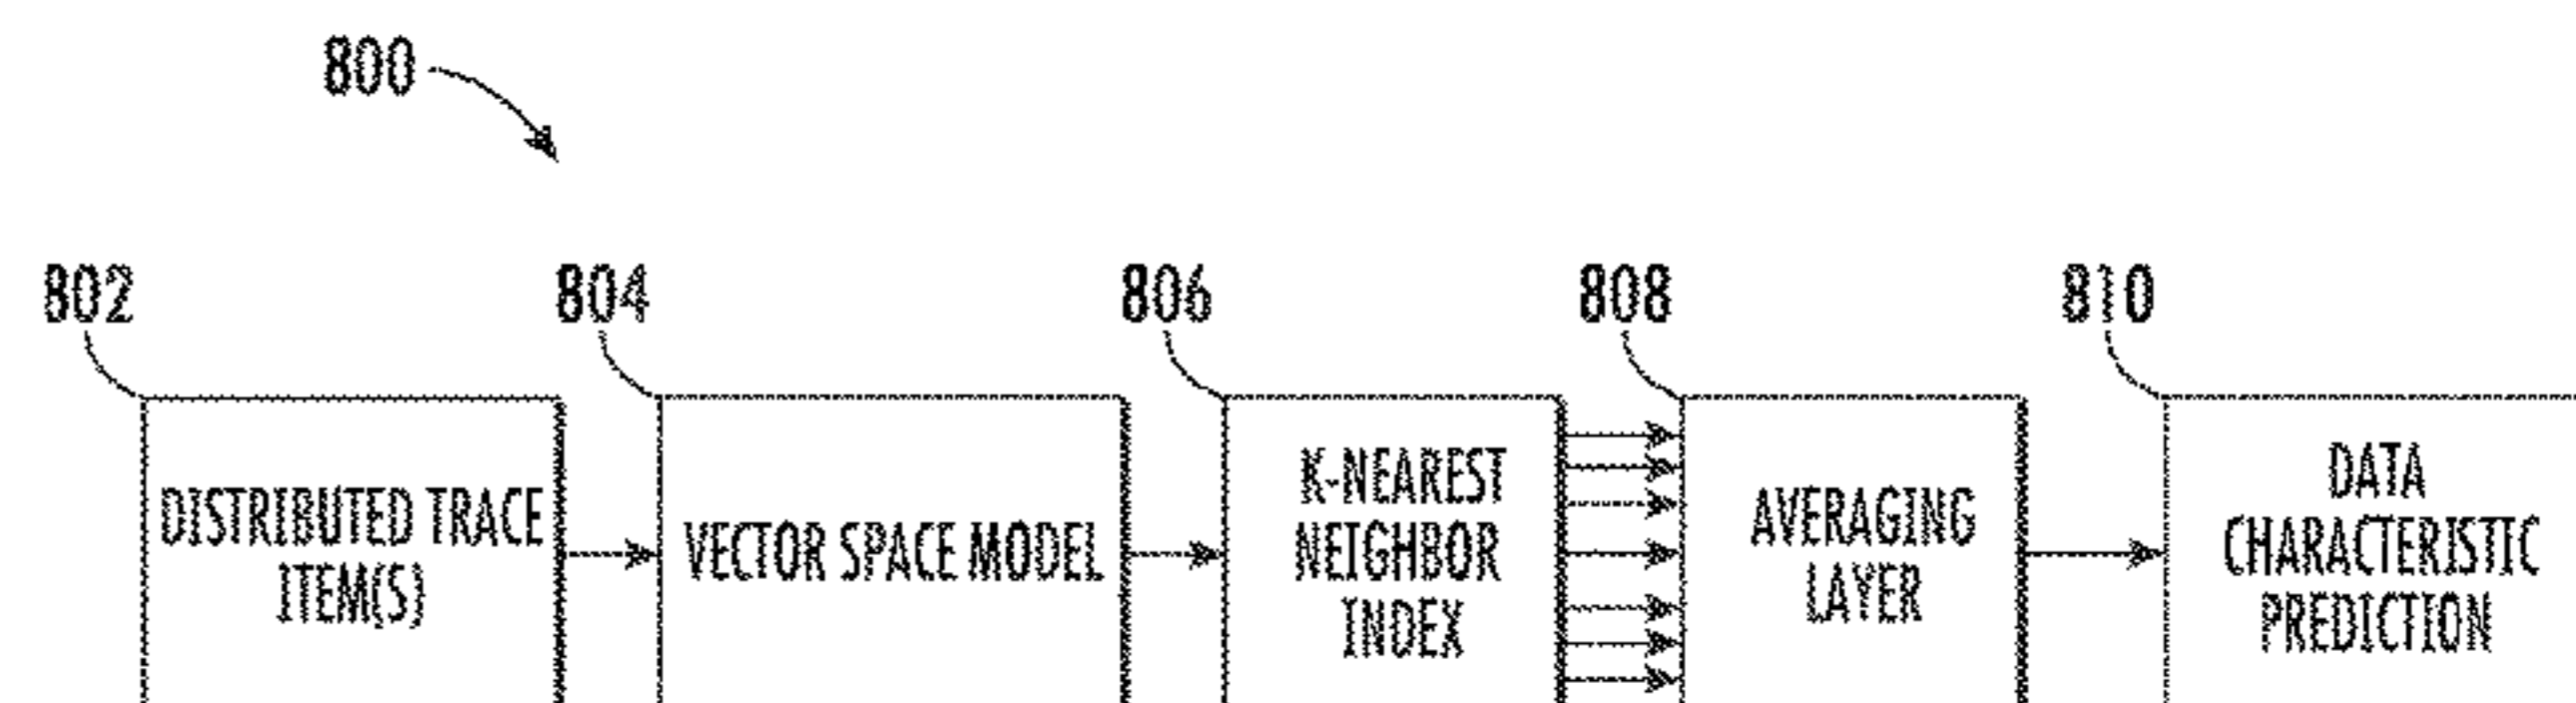 800
802
804
806
808
810
DISTRIBUTED TRACE
ITEM(S)
VECTOR SPACE MODEL
K-NEAREST
NEIGHBOR
INDEX
AVERAGING
LAYER
DATA
CHARACTERISTIC
PREDICTION